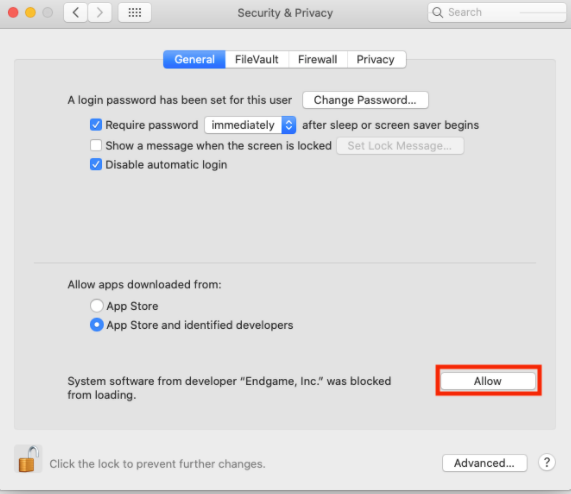 Security & Privacy
Search
General FileVault Firewall Privacy
A login password has been set for this user Change Password...
Require password immediately after sleep or screen saver begins
Show a message when the screen is locked Set Lock Message...
Disable automatic login
Allow apps downloaded from:
App Store
App Store and identified developers
System software from developer “Endgame, Inc.” was blocked
from loading.
Allow
Click the lock to prevent further changes.
Advanced... ?